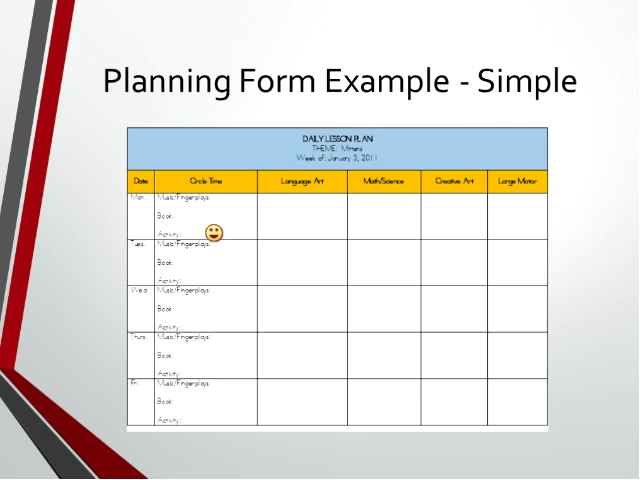 Planning Form Example - Simple
DAILY LESSON PLAN
THEME: Mittens
Week of: January 3, 2011
Date Circle Time Language Art Math/Science Creative Art Large Motor
Mon. Music/Fingerplays:
Book:
Activity:
Tues. Music/Fingerplays:
Book:
Activity:
Wed. Music/Fingerplays:
Book:
Activity:
Thurs. Music/Fingerplays:
Book:
Activity:
Fri. Music/Fingerplays:
Book:
Activity: